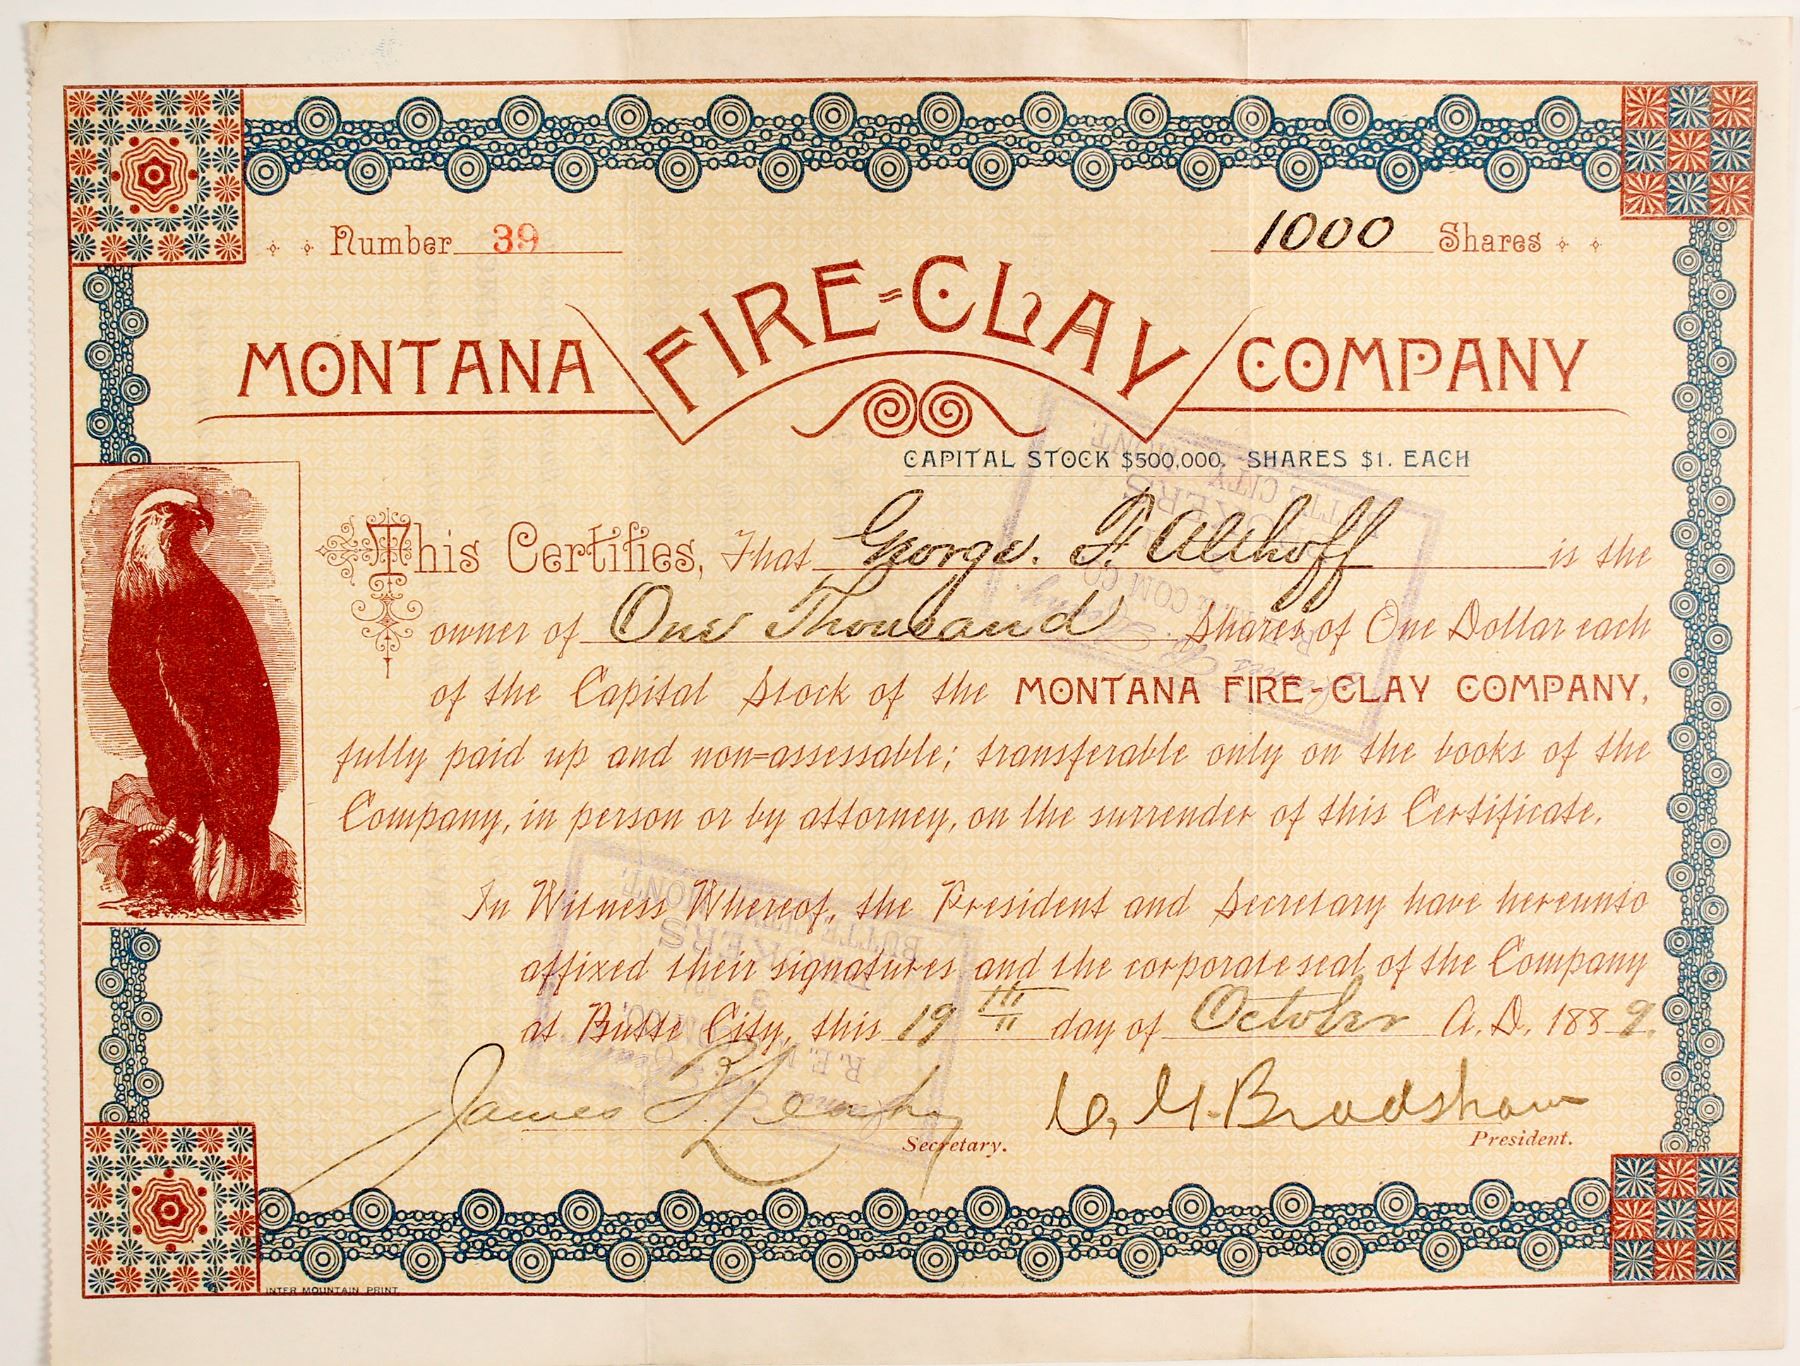 Number 39
1000 Shares
MONTANA FIRE-CLAY COMPANY
CAPITAL STOCK $500,000. SHARES $1. EACH
This Certifies, That George F. Althoff is the
owner of One Thousand Shares of One Dollar each
of the Capital Stock of the MONTANA FIRE-CLAY COMPANY,
fully paid up and non-assessable; transferable only on the books of the
Company, in person or by attorney, on the surrender of this Certificate.
In Witness Whereof, the President and Secretary have hereunto
affixed their signatures and the corporate seal of the Company
at Butte City, this 19th day of October A. D. 1889.
James H. C. G. Bradshaw
Secretary. President.
INTER MOUNTAIN PRINT